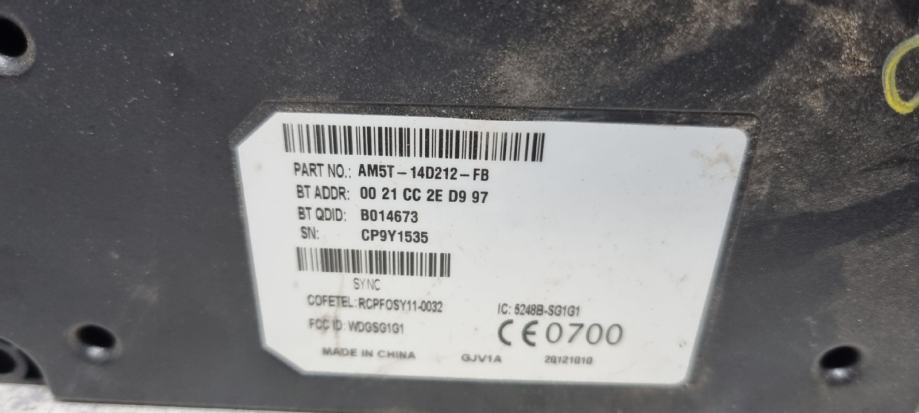 PART NO.: AM5T-14D212-FB
BT ADDR: 00 21 CC 2E D9 97
BT QDID: B014673
SN: CP9Y1535
SYNC
COFETEL: RCPFOSY11-0032 IC: 5248B-SG1G1
FCC ID: WDGSG1G1 CE0700
MADE IN CHINA GJV1A 20121010